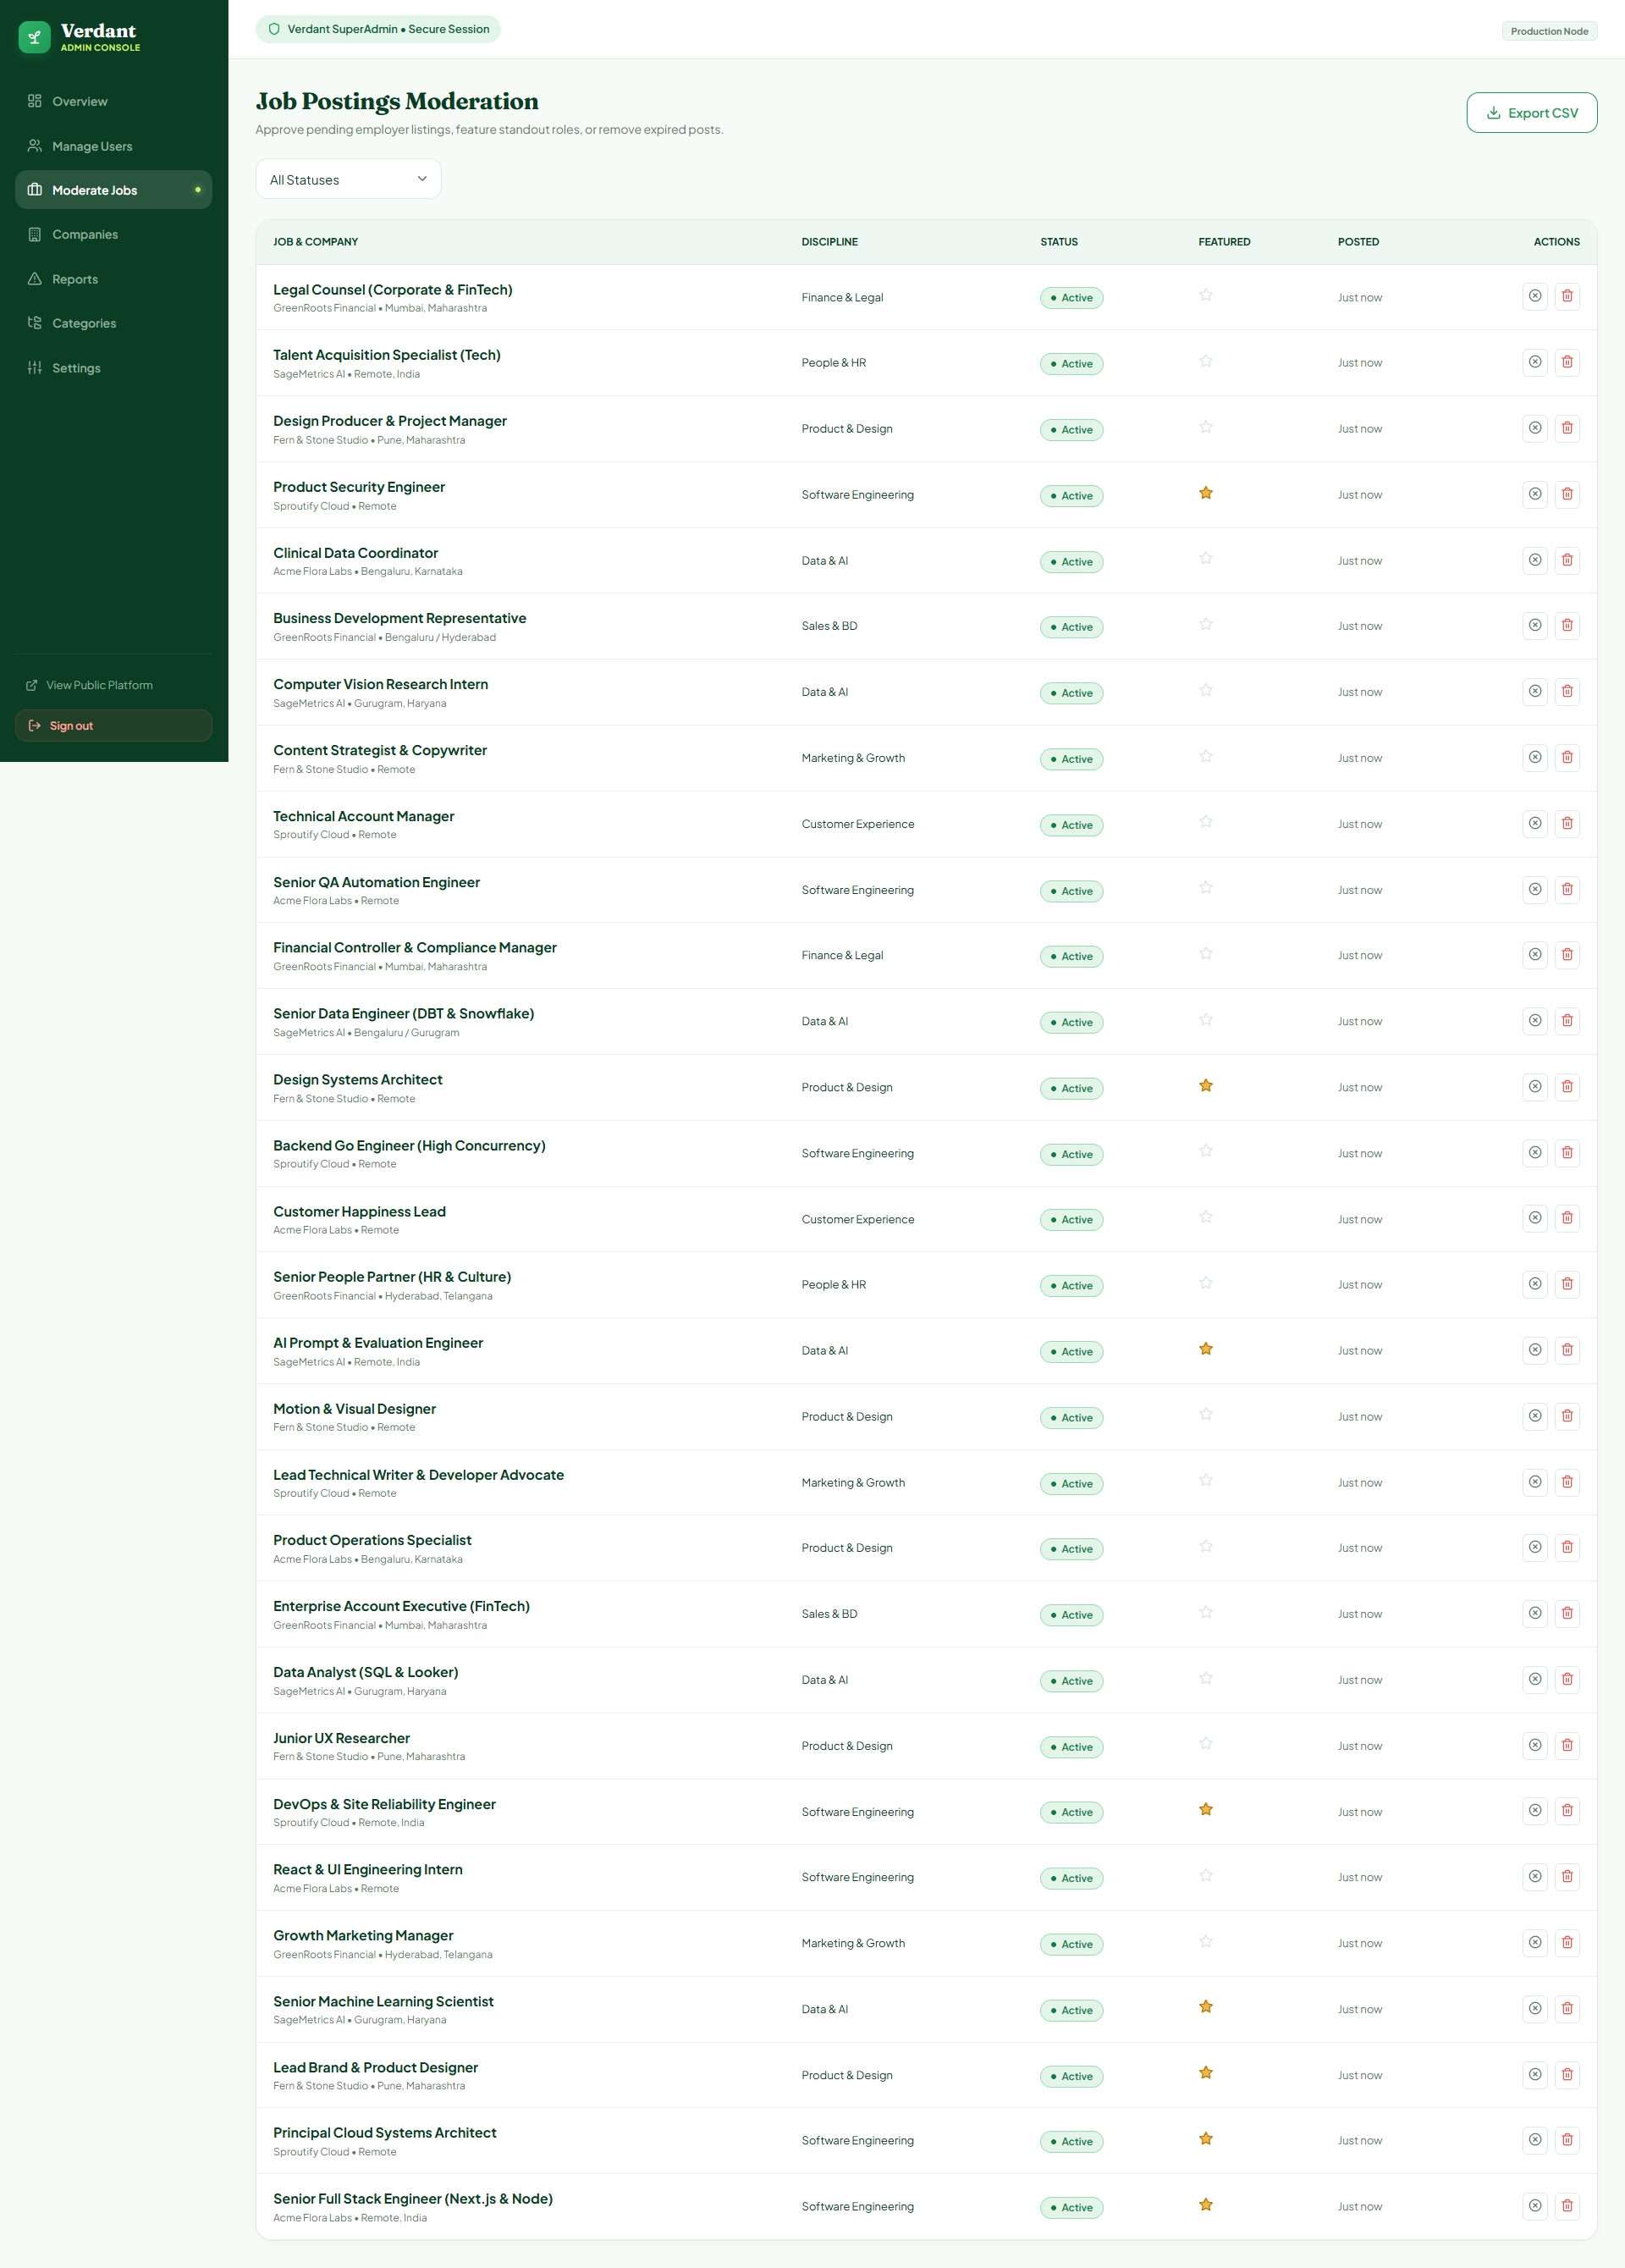 Verdant
ADMIN CONSOLE
Overview
Manage Users
Moderate Jobs
Companies
Reports
Categories
Settings
View Public Platform
Sign out
Verdant SuperAdmin • Secure Session
Production Node
Job Postings Moderation
Approve pending employer listings, feature standout roles, or remove expired posts.
Export CSV
All Statuses
JOB & COMPANY DISCIPLINE STATUS FEATURED POSTED ACTIONS
Legal Counsel (Corporate & FinTech)
GreenRoots Financial • Mumbai, Maharashtra
Finance & Legal
Active
Just now
Talent Acquisition Specialist (Tech)
SageMetrics AI • Remote, India
People & HR
Active
Just now
Design Producer & Project Manager
Fern & Stone Studio • Pune, Maharashtra
Product & Design
Active
Just now
Product Security Engineer
Sproutify Cloud • Remote
Software Engineering
Active
Just now
Clinical Data Coordinator
Acme Flora Labs • Bengaluru, Karnataka
Data & AI
Active
Just now
Business Development Representative
GreenRoots Financial • Bengaluru / Hyderabad
Sales & BD
Active
Just now
Computer Vision Research Intern
SageMetrics AI • Gurugram, Haryana
Data & AI
Active
Just now
Content Strategist & Copywriter
Fern & Stone Studio • Remote
Marketing & Growth
Active
Just now
Technical Account Manager
Sproutify Cloud • Remote
Customer Experience
Active
Just now
Senior QA Automation Engineer
Acme Flora Labs • Remote
Software Engineering
Active
Just now
Financial Controller & Compliance Manager
GreenRoots Financial • Mumbai, Maharashtra
Finance & Legal
Active
Just now
Senior Data Engineer (DBT & Snowflake)
SageMetrics AI • Bengaluru / Gurugram
Data & AI
Active
Just now
Design Systems Architect
Fern & Stone Studio • Remote
Product & Design
Active
Just now
Backend Go Engineer (High Concurrency)
Sproutify Cloud • Remote
Software Engineering
Active
Just now
Customer Happiness Lead
Acme Flora Labs • Remote
Customer Experience
Active
Just now
Senior People Partner (HR & Culture)
GreenRoots Financial • Hyderabad, Telangana
People & HR
Active
Just now
AI Prompt & Evaluation Engineer
SageMetrics AI • Remote, India
Data & AI
Active
Just now
Motion & Visual Designer
Fern & Stone Studio • Remote
Product & Design
Active
Just now
Lead Technical Writer & Developer Advocate
Sproutify Cloud • Remote
Marketing & Growth
Active
Just now
Product Operations Specialist
Acme Flora Labs • Bengaluru, Karnataka
Product & Design
Active
Just now
Enterprise Account Executive (FinTech)
GreenRoots Financial • Mumbai, Maharashtra
Sales & BD
Active
Just now
Data Analyst (SQL & Looker)
SageMetrics AI • Gurugram, Haryana
Data & AI
Active
Just now
Junior UX Researcher
Fern & Stone Studio • Pune, Maharashtra
Product & Design
Active
Just now
DevOps & Site Reliability Engineer
Sproutify Cloud • Remote, India
Software Engineering
Active
Just now
React & UI Engineering Intern
Acme Flora Labs • Remote
Software Engineering
Active
Just now
Growth Marketing Manager
GreenRoots Financial • Hyderabad, Telangana
Marketing & Growth
Active
Just now
Senior Machine Learning Scientist
SageMetrics AI • Gurugram, Haryana
Data & AI
Active
Just now
Lead Brand & Product Designer
Fern & Stone Studio • Pune, Maharashtra
Product & Design
Active
Just now
Principal Cloud Systems Architect
Sproutify Cloud • Remote
Software Engineering
Active
Just now
Senior Full Stack Engineer (Next.js & Node)
Acme Flora Labs • Remote, India
Software Engineering
Active
Just now